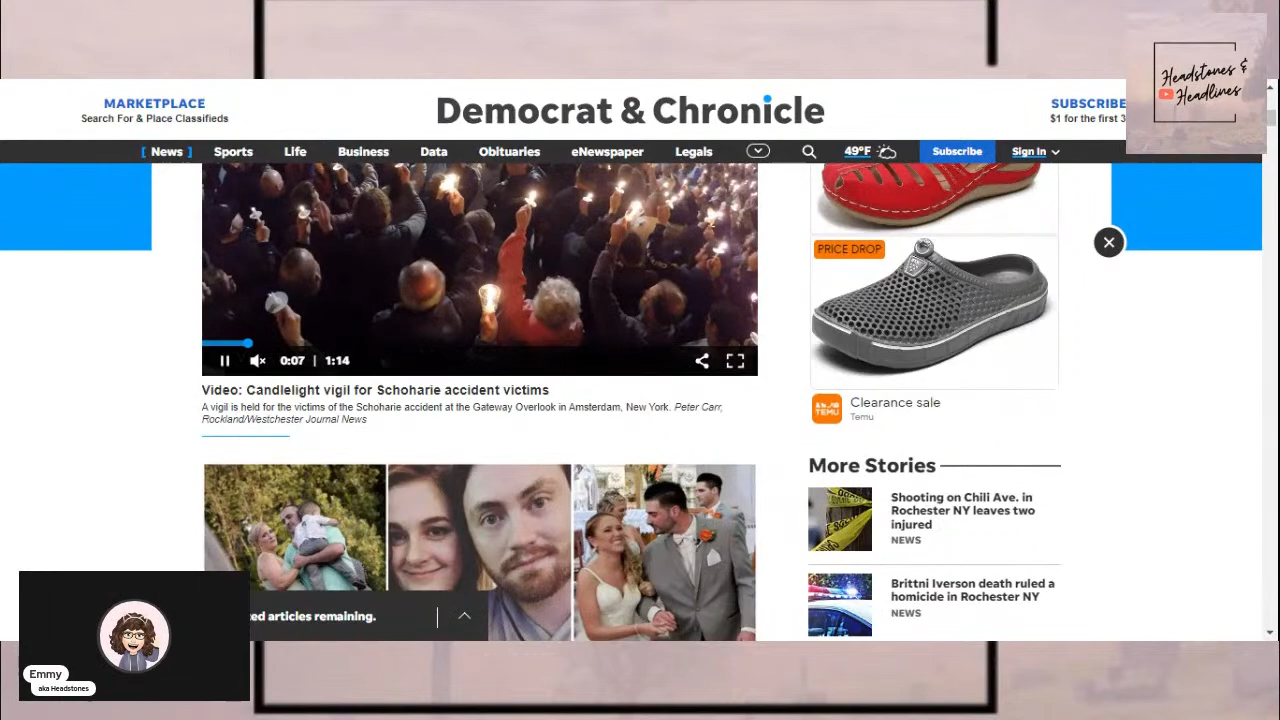 Headstones &
Headlines
MARKETPLACE
Search For & Place Classifieds
Democrat & Chronicle
SUBSCRIBE
$1 for the first 3
[ News ]
Sports
Life
Business
Data
Obituaries
eNewspaper
Legals
49°F
Subscribe
Sign In
PRICE DROP
0:07 | 1:14
Video: Candlelight vigil for Schoharie accident victims
A vigil is held for the victims of the Schoharie accident at the Gateway Overlook in Amsterdam, New York. Peter Carr,
Rockland/Westchester Journal News
TEMU
Clearance sale
Temu
More Stories
Shooting on Chili Ave. in
Rochester NY leaves two
injured
NEWS
Brittni Iverson death ruled a
homicide in Rochester NY
NEWS
articles remaining.
Emmy
aka Headstones